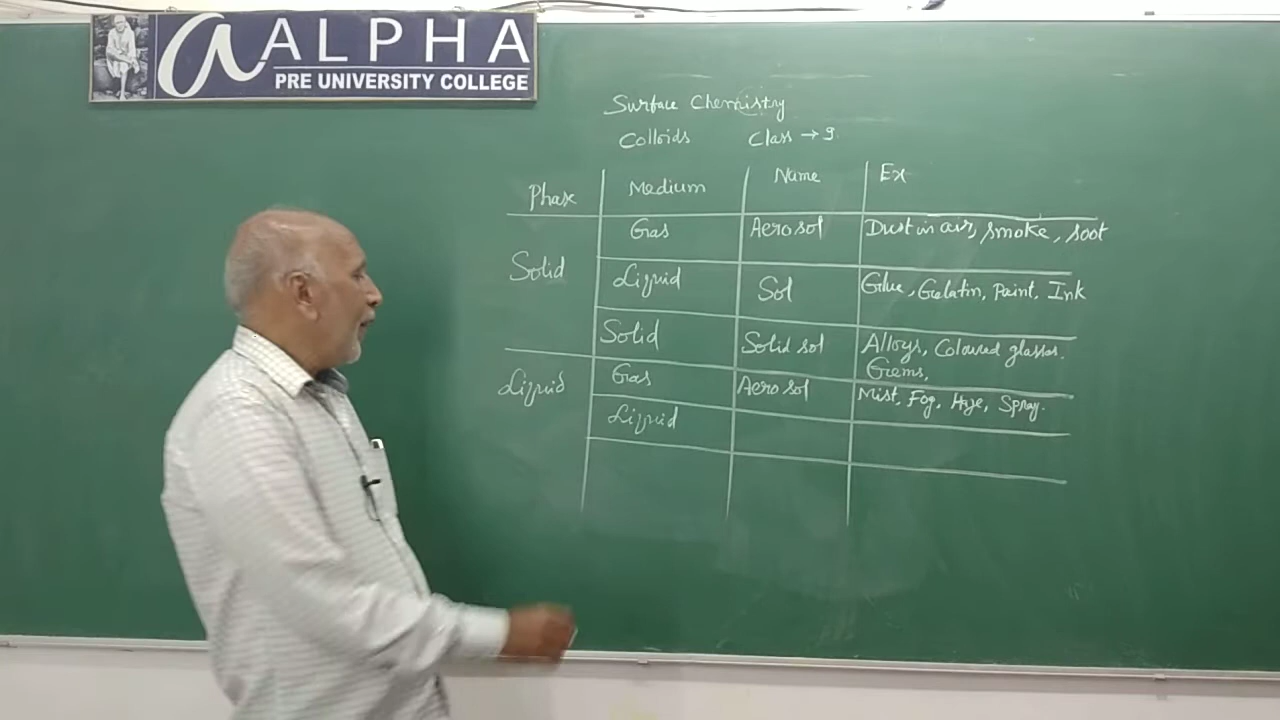 ALPHA
PRE UNIVERSITY COLLEGE
Surface Chemistry
Colloids Class → 9
Phase Medium Name Ex
Solid
Gas Aerosol Dust in air, smoke, soot
Liquid Sol Glue, Gelatin, Paint, Ink
Solid Solid sol Alloys, Coloured glasses.
Gems,
Liquid
Gas Aerosol Mist, Fog, Haze, Spray.
Liquid